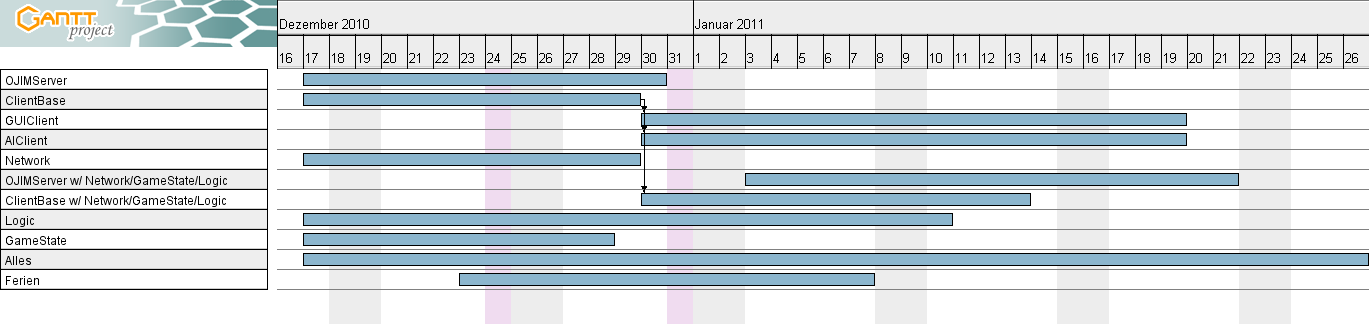 GANTT
project
Dezember 2010 Januar 2011
16 17 18 19 20 21 22 23 24 25 26 27 28 29 30 31 1 2 3 4 5 6 7 8 9 10 11 12 13 14 15 16 17 18 19 20 21 22 23 24 25 26
OJIMServer
ClientBase
GUIClient
AIClient
Network
OJIMServer w/ Network/GameState/Logic
ClientBase w/ Network/GameState/Logic
Logic
GameState
Alles
Ferien